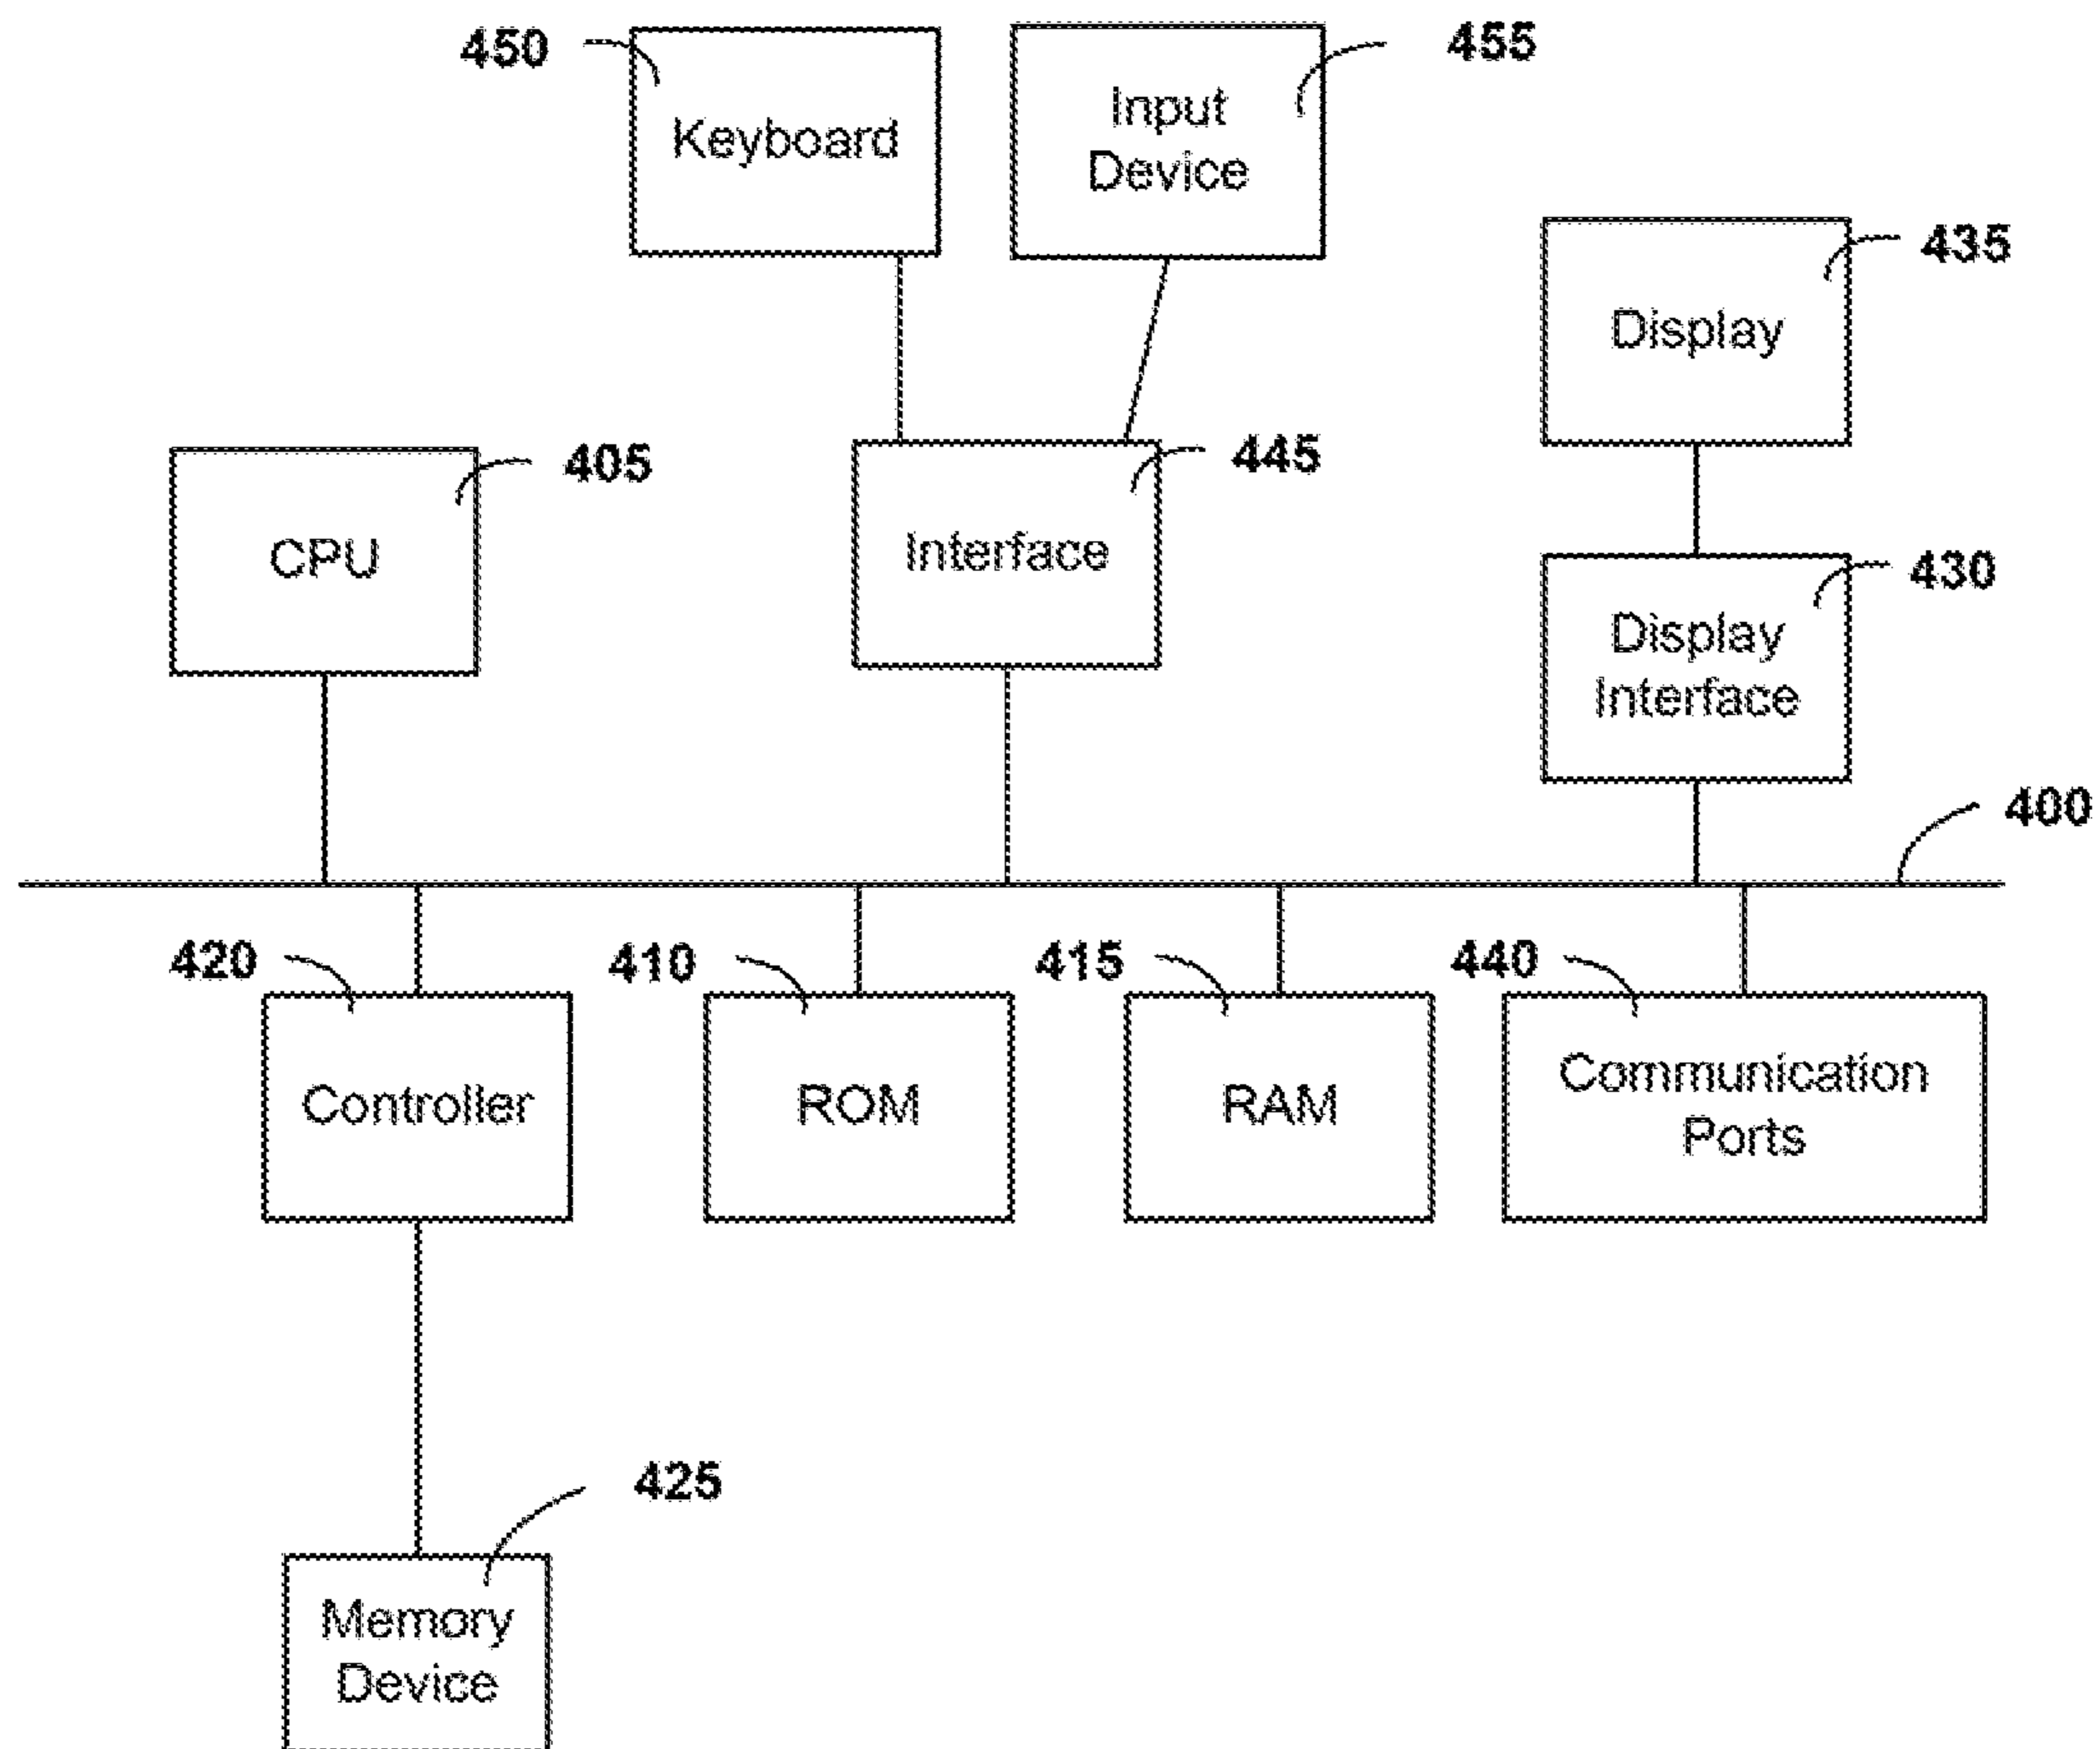 450
Keyboard
Input
Device
455
Display
435
CPU
405
Interface
445
Display
Interface
430
400
420
Controller
410
ROM
415
RAM
440
Communication
Ports
425
Memory
Device